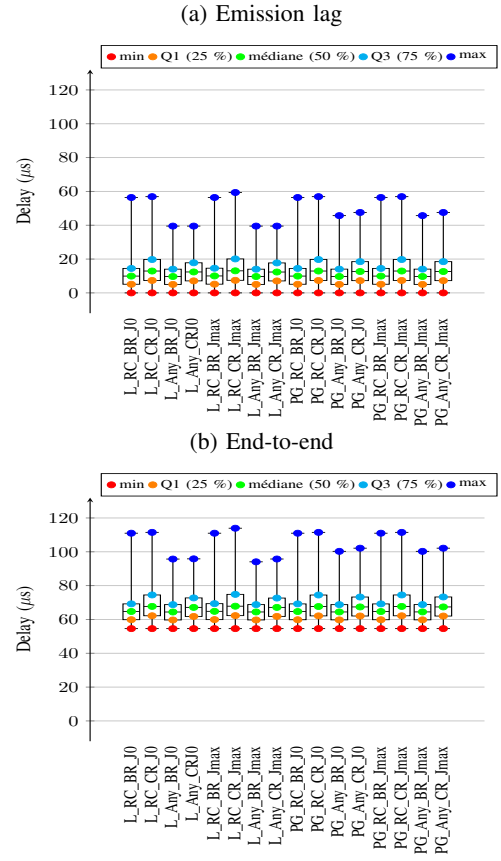 (a) Emission lag
min Q1 (25 %) médiane (50 %) Q3 (75 %) max
120
100
80
60
40
20
0
Delay (μs)
L_RC_BR_J0
L_RC_CR_J0
L_Any_BR_J0
L_Any_CRJ0
L_RC_BR_Jmax
L_RC_CR_Jmax
L_Any_BR_Jmax
L_Any_CR_Jmax
PG_RC_BR_J0
PG_RC_CR_J0
PG_Any_BR_J0
PG_Any_CR_J0
PG_RC_BR_Jmax
PG_RC_CR_Jmax
PG_Any_BR_Jmax
PG_Any_CR_Jmax
(b) End-to-end
min Q1 (25 %) médiane (50 %) Q3 (75 %) max
120
100
80
60
40
20
0
Delay (μs)
L_RC_BR_J0
L_RC_CR_J0
L_Any_BR_J0
L_Any_CRJ0
L_RC_BR_Jmax
L_RC_CR_Jmax
L_Any_BR_Jmax
L_Any_CR_Jmax
PG_RC_BR_J0
PG_RC_CR_J0
PG_Any_BR_J0
PG_Any_CR_J0
PG_RC_BR_Jmax
PG_RC_CR_Jmax
PG_Any_BR_Jmax
PG_Any_CR_Jmax